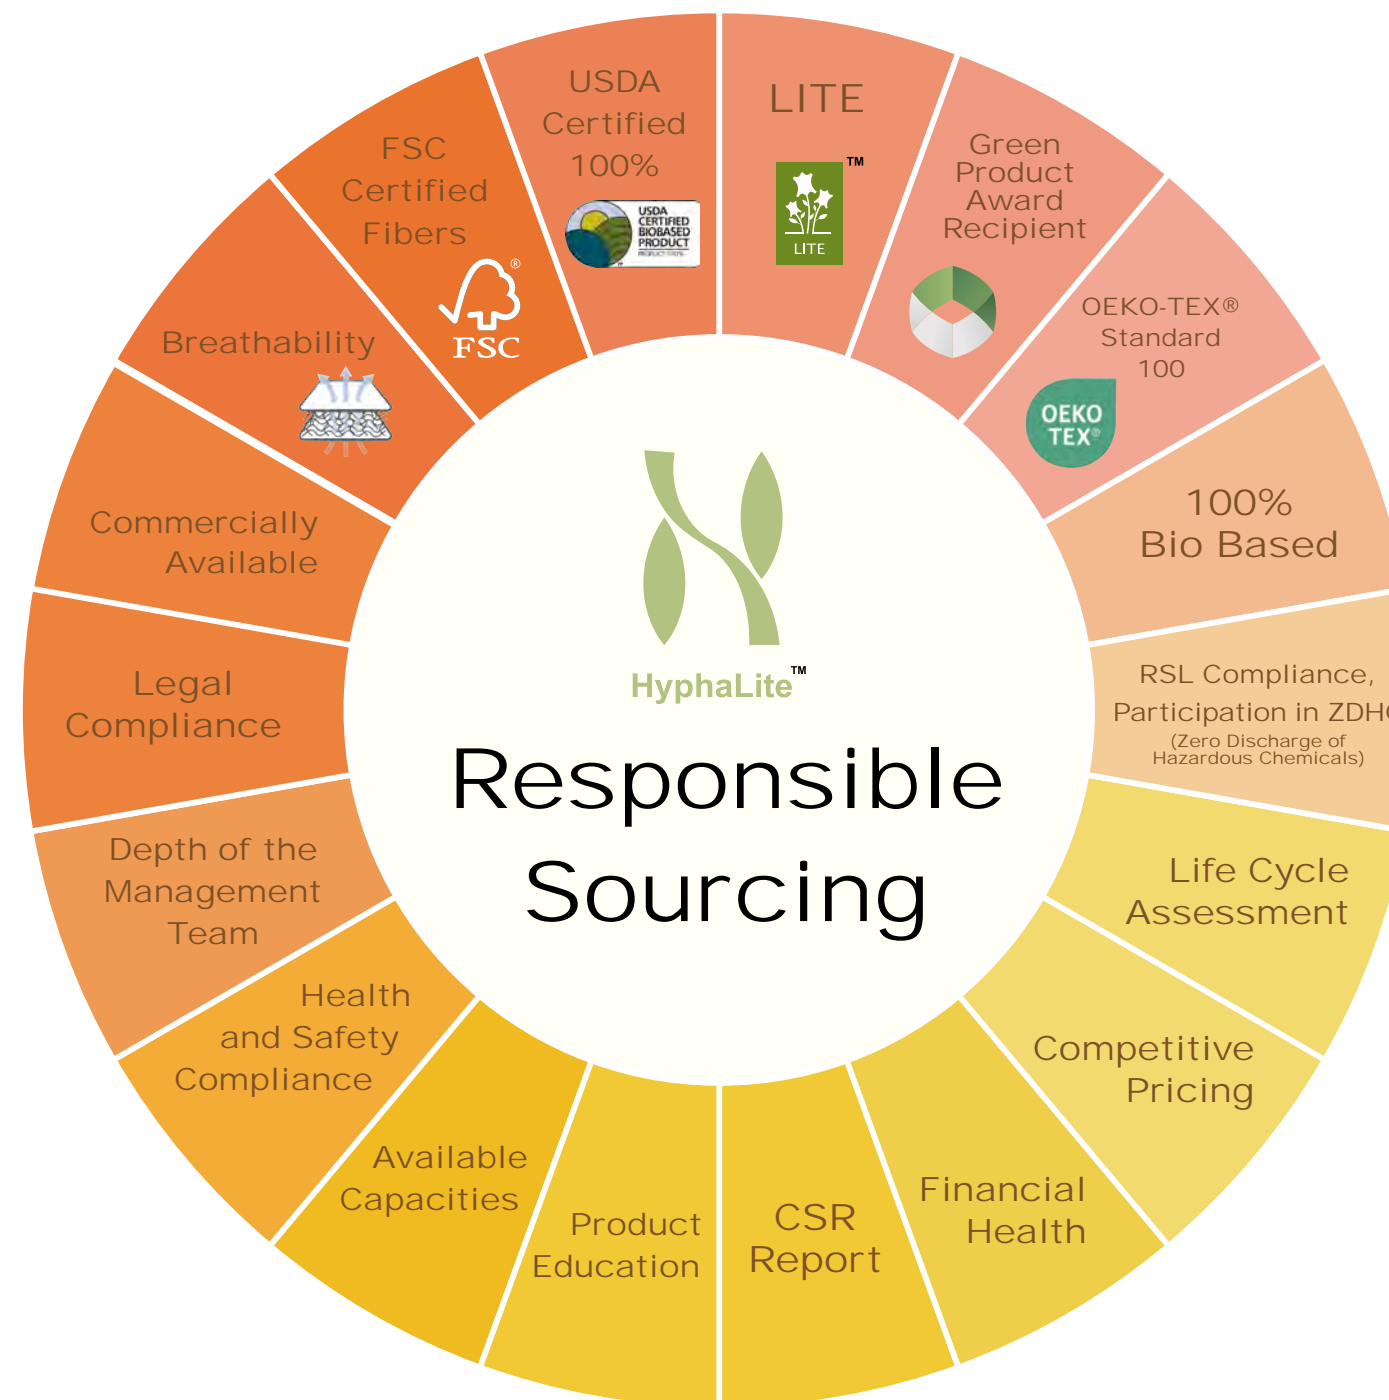 USDA
Certified
100%
USDA
CERTIFIED
BIOBASED
PRODUCT
LITE
TM
LITE
Green
Product
Award
Recipient
OEKO-TEX®
Standard
100
OEKO
TEX®
100%
Bio Based
RSL Compliance,
Participation in ZDHC
(Zero Discharge of
Hazardous Chemicals)
Life Cycle
Assessment
Competitive
Pricing
Financial
Health
CSR
Report
Product
Education
Available
Capacities
Health
and Safety
Compliance
Depth of the
Management
Team
Legal
Compliance
Commercially
Available
Breathability
FSC
Certified
Fibers
®
FSC
HyphaLite™
Responsible
Sourcing